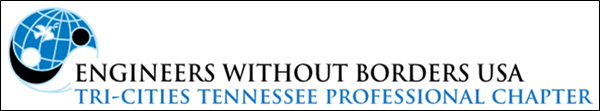 ENGINEERS WITHOUT BORDERS USA
TRI-CITIES TENNESSEE PROFESSIONAL CHAPTER